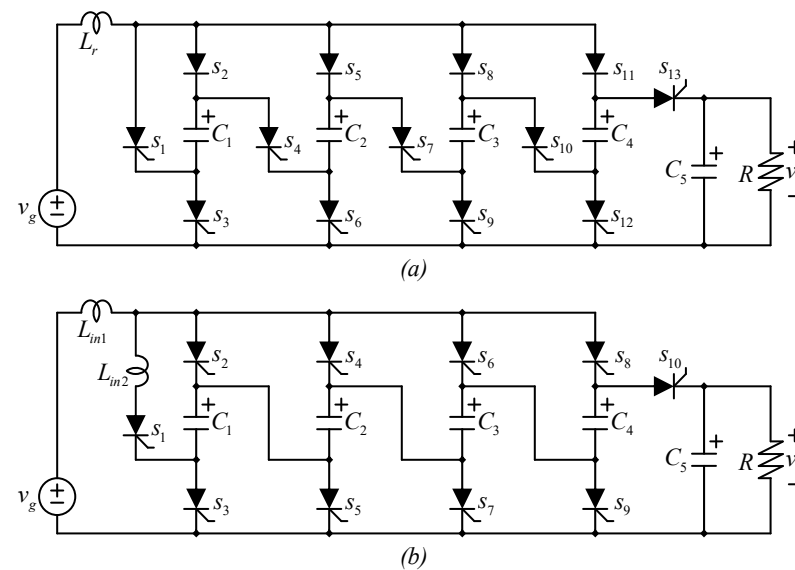 L_r
s_2
s_5
s_8
s_11
s_13
s_1
+
C_1
s_4
+
C_2
s_7
+
C_3
s_10
+
C_4
+
C_5
R
+
v
−
v_g
±
s_3
s_6
s_9
s_12
(a)
L_in1
L_in2
s_2
s_4
s_6
s_8
s_10
s_1
+
C_1
+
C_2
+
C_3
+
C_4
+
C_5
R
+
v
−
v_g
±
s_3
s_5
s_7
s_9
(b)